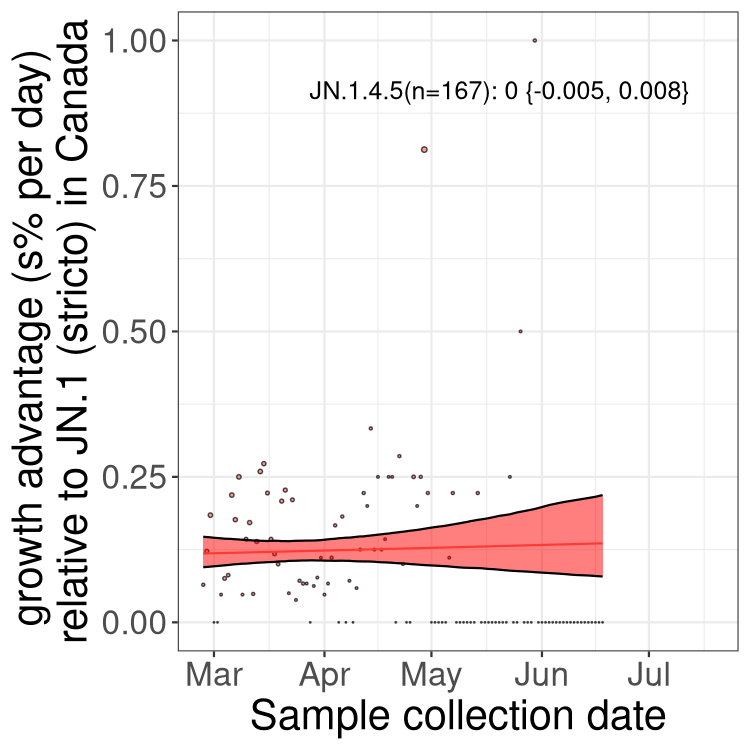 growth advantage (s% per day)
relative to JN.1 (stricto) in Canada
1.00
0.75
0.50
0.25
0.00
JN.1.4.5(n=167): 0 {-0.005, 0.008}
Mar Apr May Jun Jul
Sample collection date